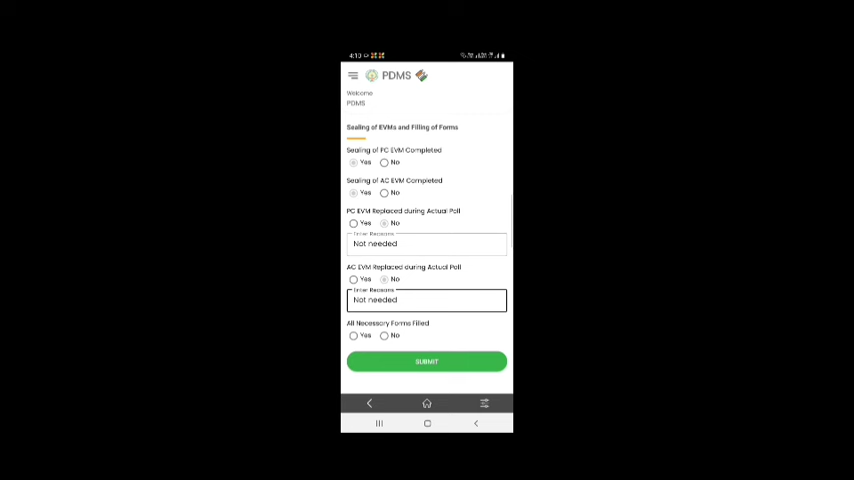 4:10
PDMS
Welcome
PDMS
Sealing of EVMs and Filling of Forms
Sealing of PC EVM Completed
Yes No
Sealing of AC EVM Completed
Yes No
PC EVM Replaced during Actual Poll
Yes No
Enter Reasons
Not needed
AC EVM Replaced during Actual Poll
Yes No
Enter Reasons
Not needed
All Necessary Forms Filled
Yes No
SUBMIT